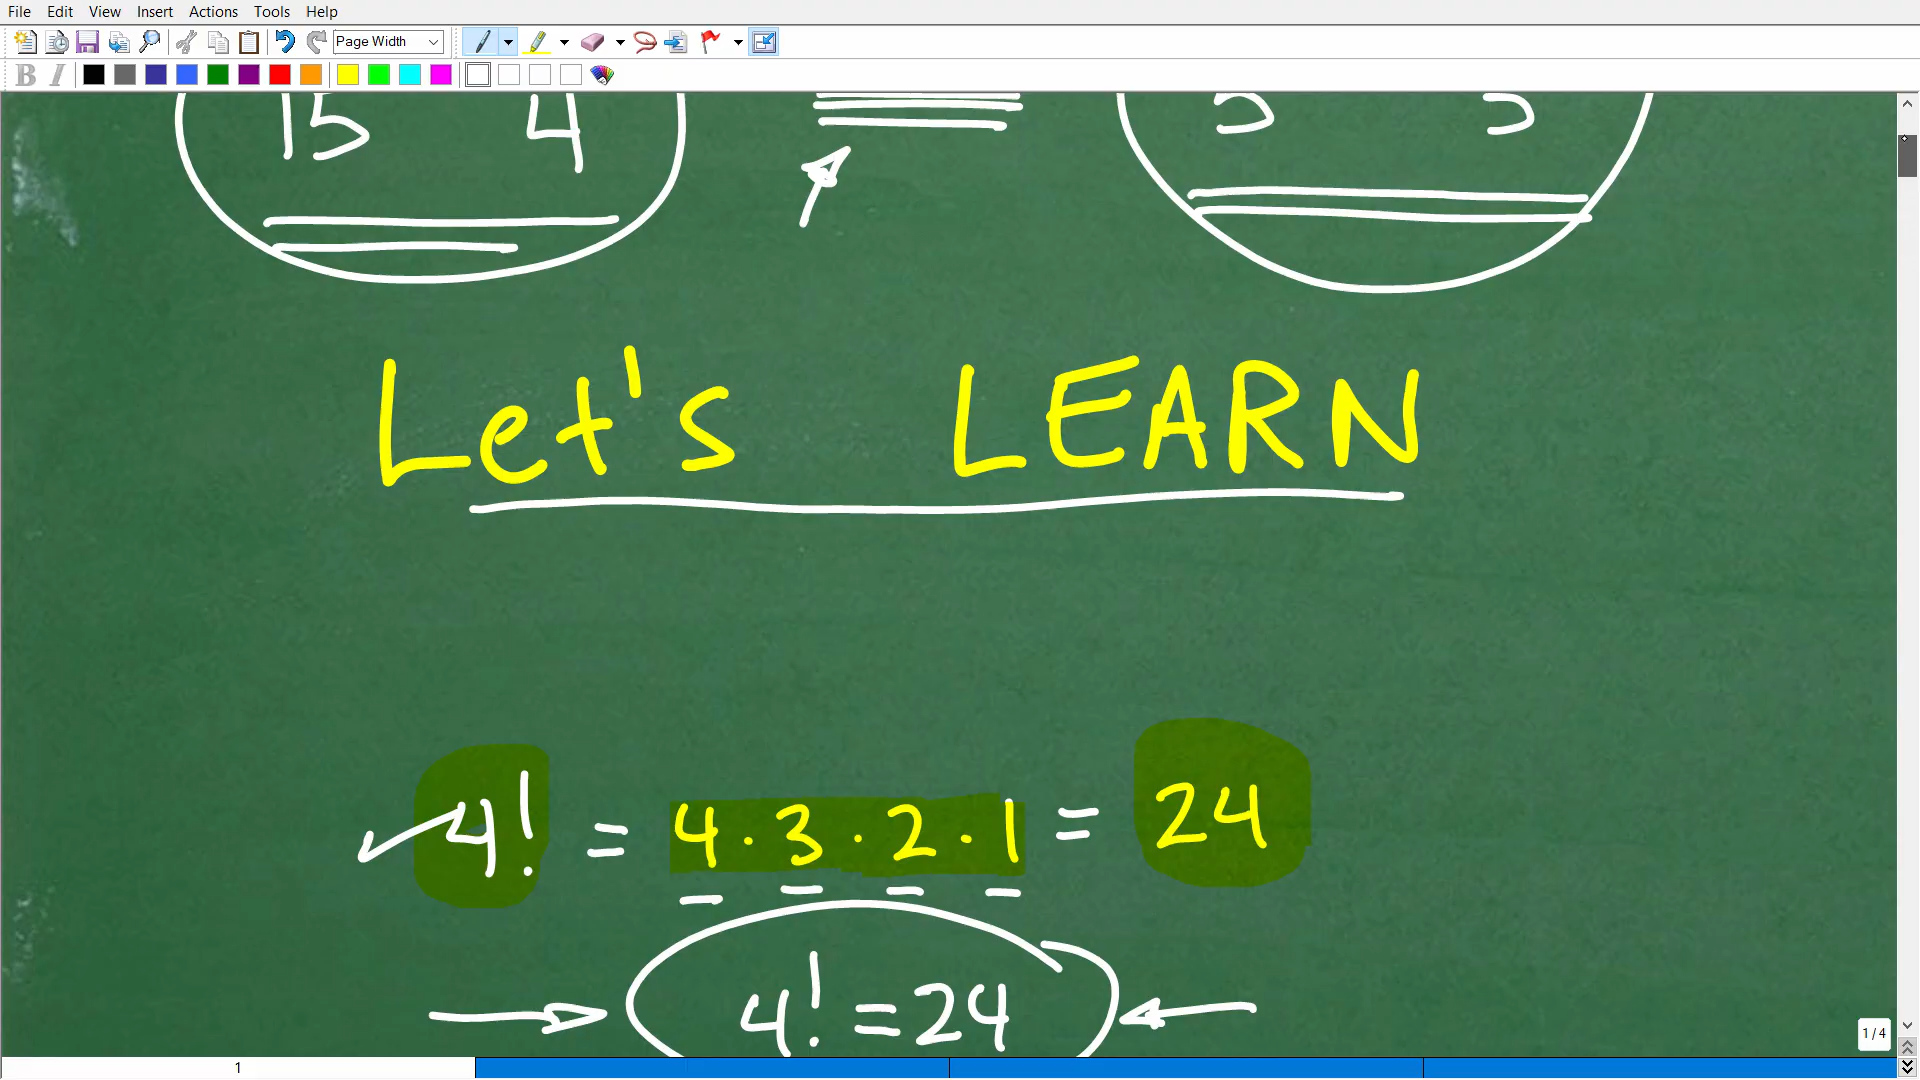 File Edit View Insert Actions Tools Help
Page Width
B I
15 4
Let's LEARN
4! = 4 · 3 · 2 · 1 = 24
4! = 24
1 / 4
1